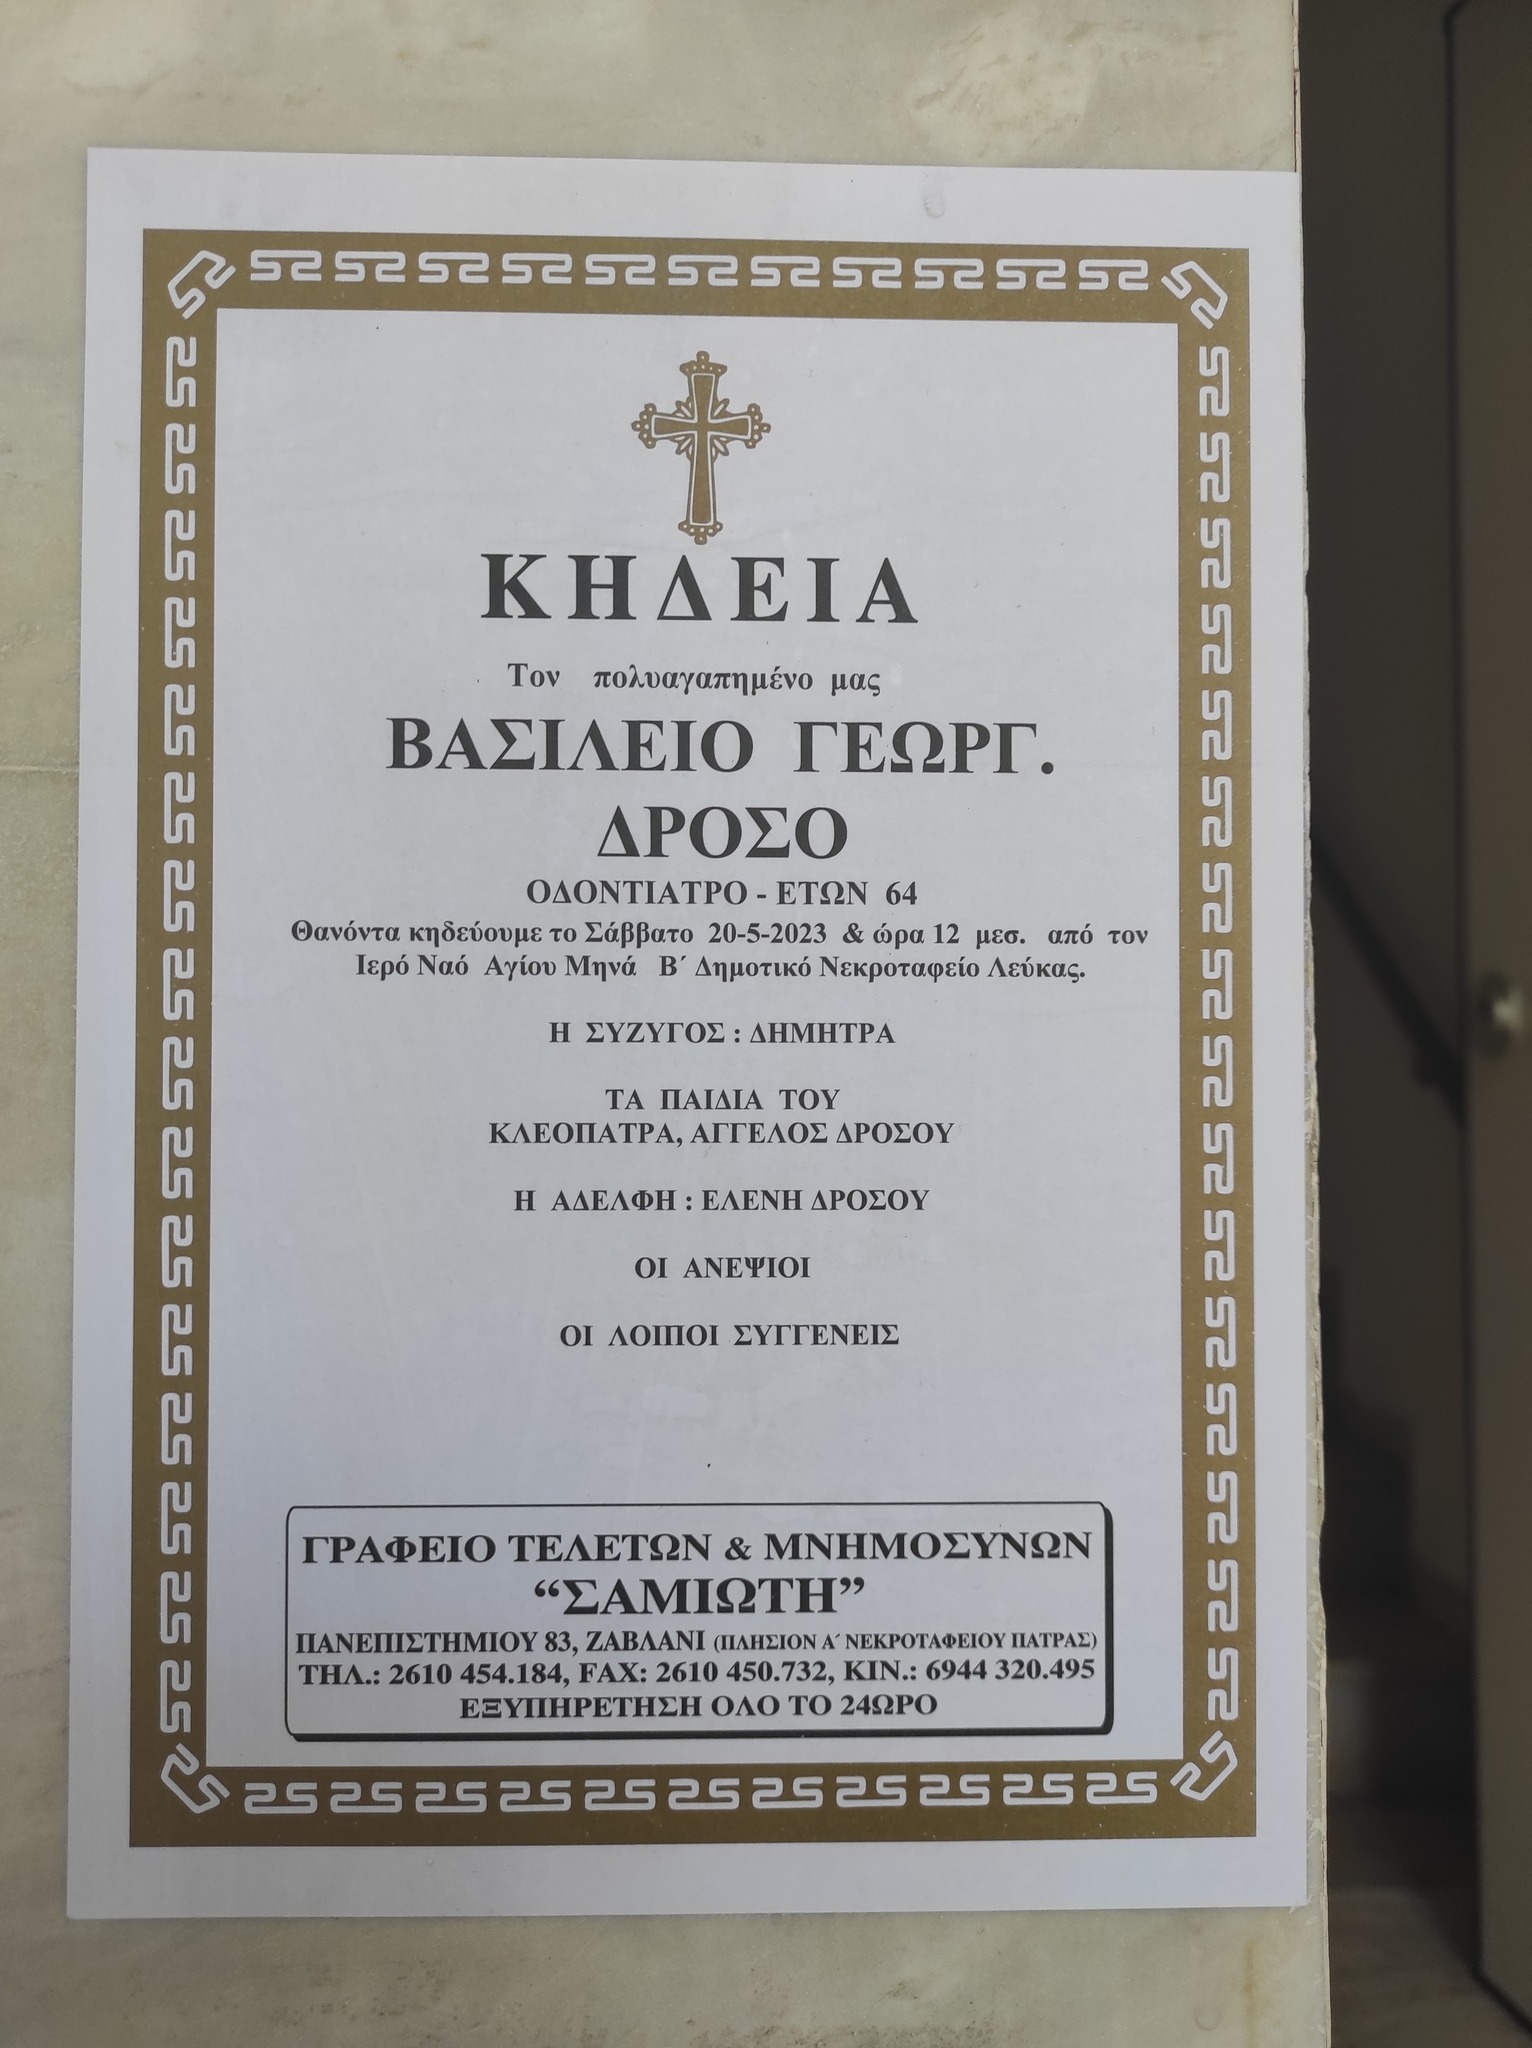 ΚΗΔΕΙΑ
Τον πολυαγαπημένο μας
ΒΑΣΙΛΕΙΟ ΓΕΩΡΓ.
ΔΡΟΣΟ
ΟΔΟΝΤΙΑΤΡΟ - ΕΤΩΝ 64
Θανόντα κηδεύουμε το Σάββατο 20-5-2023 & ώρα 12 μεσ. από τον
Ιερό Ναό Αγίου Μηνά Β΄ Δημοτικό Νεκροταφείο Λεύκας.
Η ΣΥΖΥΓΟΣ : ΔΗΜΗΤΡΑ
ΤΑ ΠΑΙΔΙΑ ΤΟΥ
ΚΛΕΟΠΑΤΡΑ, ΑΓΓΕΛΟΣ ΔΡΟΣΟΥ
Η ΑΔΕΛΦΗ : ΕΛΕΝΗ ΔΡΟΣΟΥ
ΟΙ ΑΝΕΨΙΟΙ
ΟΙ ΛΟΙΠΟΙ ΣΥΓΓΕΝΕΙΣ
ΓΡΑΦΕΙΟ ΤΕΛΕΤΩΝ & ΜΝΗΜΟΣΥΝΩΝ
“ΣΑΜΙΩΤΗ”
ΠΑΝΕΠΙΣΤΗΜΙΟΥ 83, ΖΑΒΛΑΝΙ (ΠΛΗΣΙΟΝ Α΄ ΝΕΚΡΟΤΑΦΕΙΟΥ ΠΑΤΡΑΣ)
ΤΗΛ.: 2610 454.184, FAX: 2610 450.732, ΚΙΝ.: 6944 320.495
ΕΞΥΠΗΡΕΤΗΣΗ ΟΛΟ ΤΟ 24ΩΡΟ